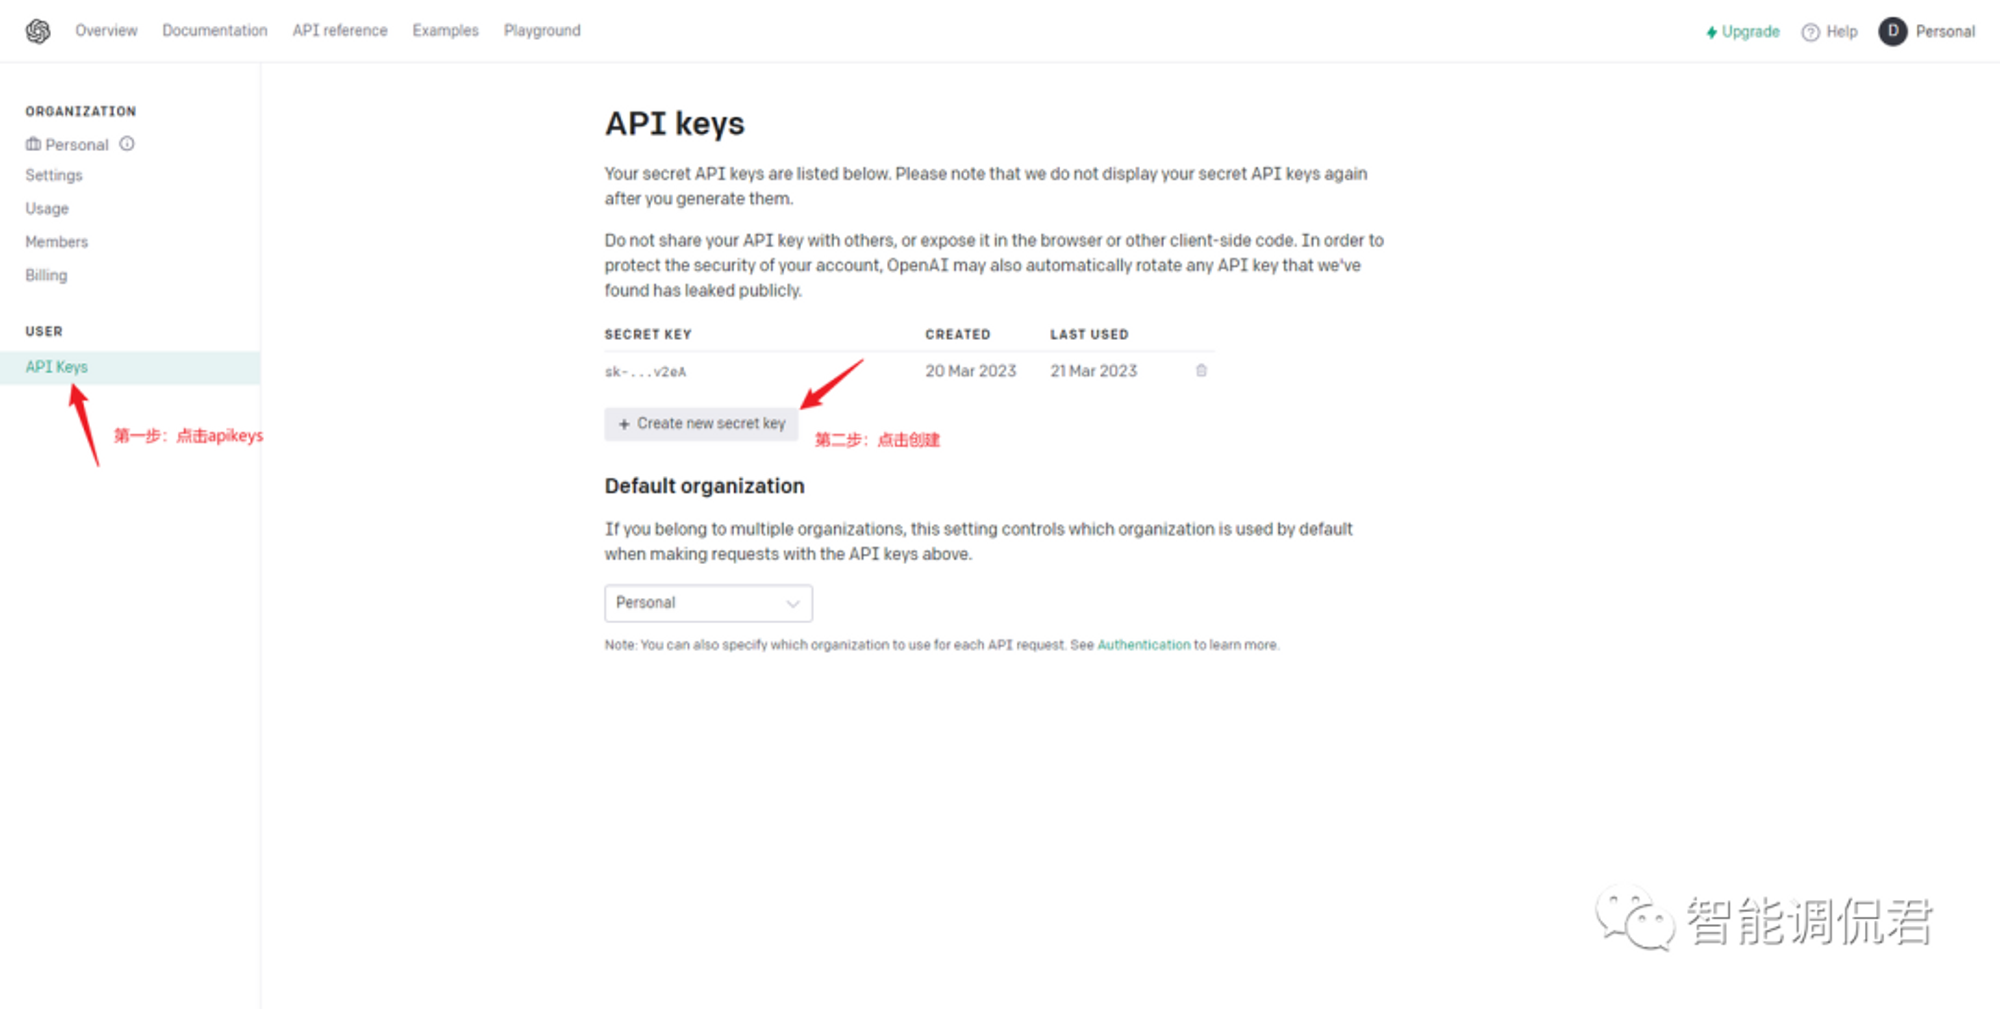 Overview
Documentation
API reference
Examples
Playground
Upgrade
Help
D
Personal
ORGANIZATION
Personal
Settings
Usage
Members
Billing
USER
API Keys
第一步：点击apikeys
API keys
Your secret API keys are listed below. Please note that we do not display your secret API keys again
after you generate them.
Do not share your API key with others, or expose it in the browser or other client-side code. In order to
protect the security of your account, OpenAI may also automatically rotate any API key that we've
found has leaked publicly.
SECRET KEY CREATED LAST USED
sk-...v2eA 20 Mar 2023 21 Mar 2023
+ Create new secret key
第二步：点击创建
Default organization
If you belong to multiple organizations, this setting controls which organization is used by default
when making requests with the API keys above.
Personal
Note: You can also specify which organization to use for each API request. See Authentication to learn more.
智能调侃君